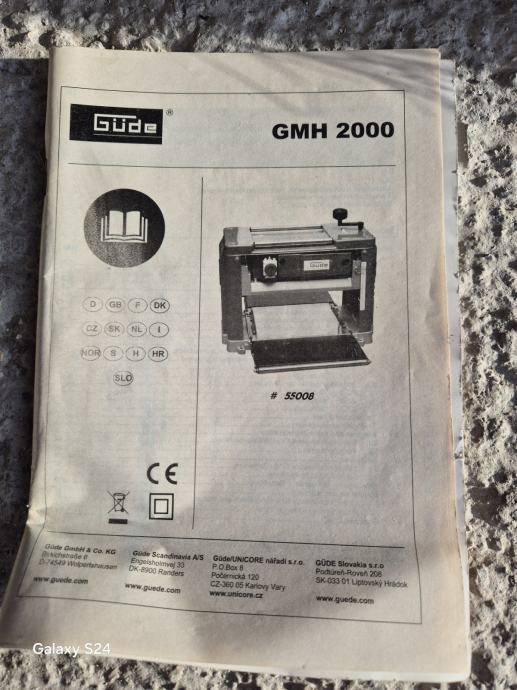 Güde ®
GMH 2000
Güde
D GB F DK
CZ SK NL I
NOR S H HR
SLO
# 55008
CE
Güde GmbH & Co. KG
Birkichstraße 6
D-74549 Wolpertshausen
www.guede.com
Güde Scandinavia A/S
Engelsholmvej 33
DK-8900 Randers
www.guede.com
Güde/UNICORE nářadí s.r.o.
P.O.Box 8
Počernická 120
CZ-360 05 Karlovy Vary
www.unicore.cz
GÜDE Slovakia s.r.o
Podtúreň-Roveň 208
SK-033 01 Liptovský Hrádok
www.guede.com
Galaxy S24